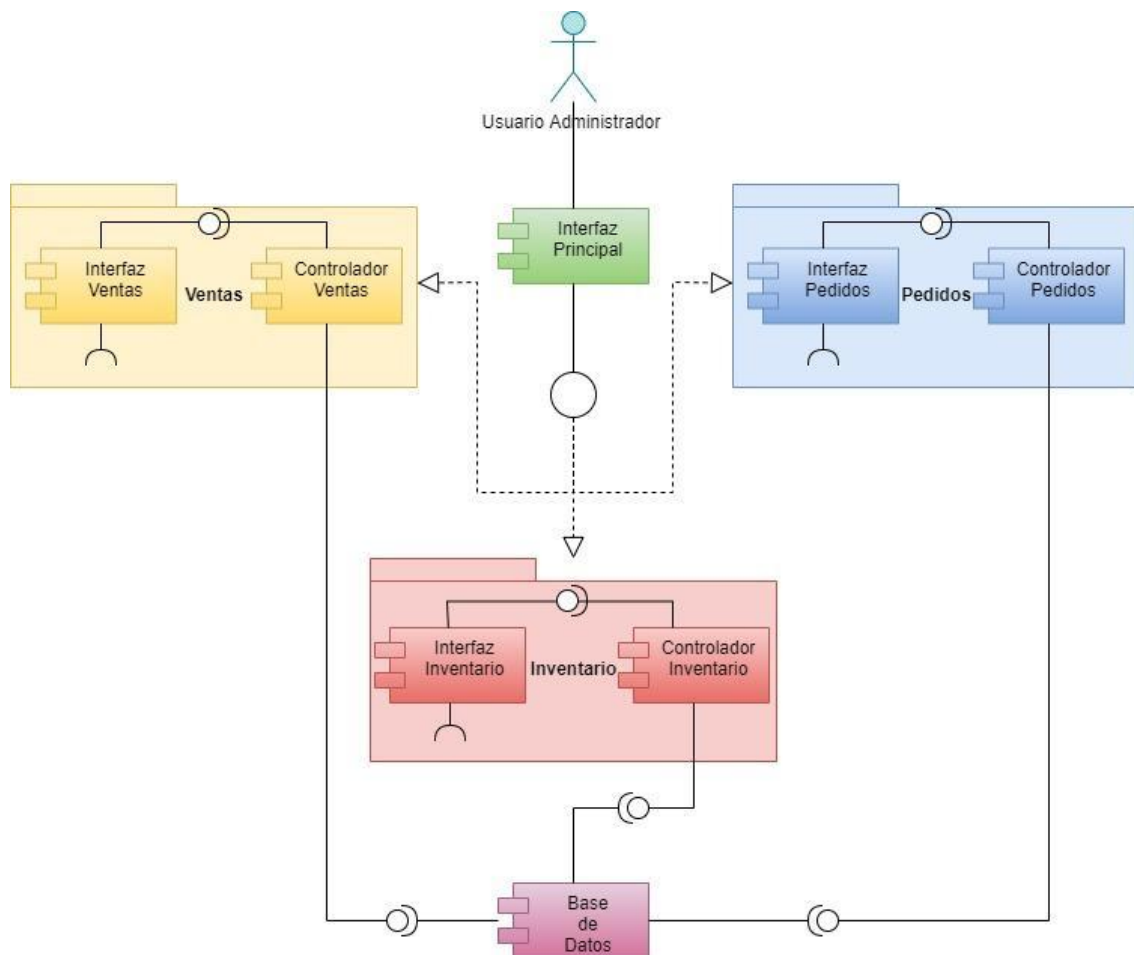 Usuario Administrador
Interfaz
Principal
Interfaz
Ventas
Ventas
Controlador
Ventas
Interfaz
Pedidos
Pedidos
Controlador
Pedidos
Interfaz
Inventario
Inventario
Controlador
Inventario
Base
de
Datos